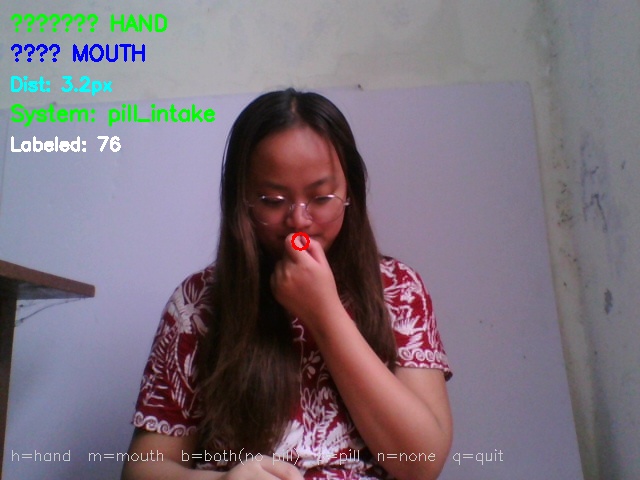 ??????? HAND
???? MOUTH
Dist: 3.2px
System: pill_intake
Labeled: 76
h=hand m=mouth b=both(no pill) p=pill n=none q=quit